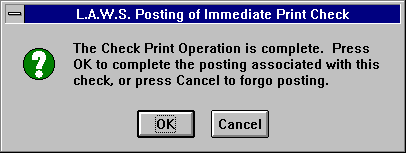 L.A.W.S. Posting of Immediate Print Check
The Check Print Operation is complete.  Press
OK to complete the posting associated with this
check, or press Cancel to forgo posting.
OK
Cancel